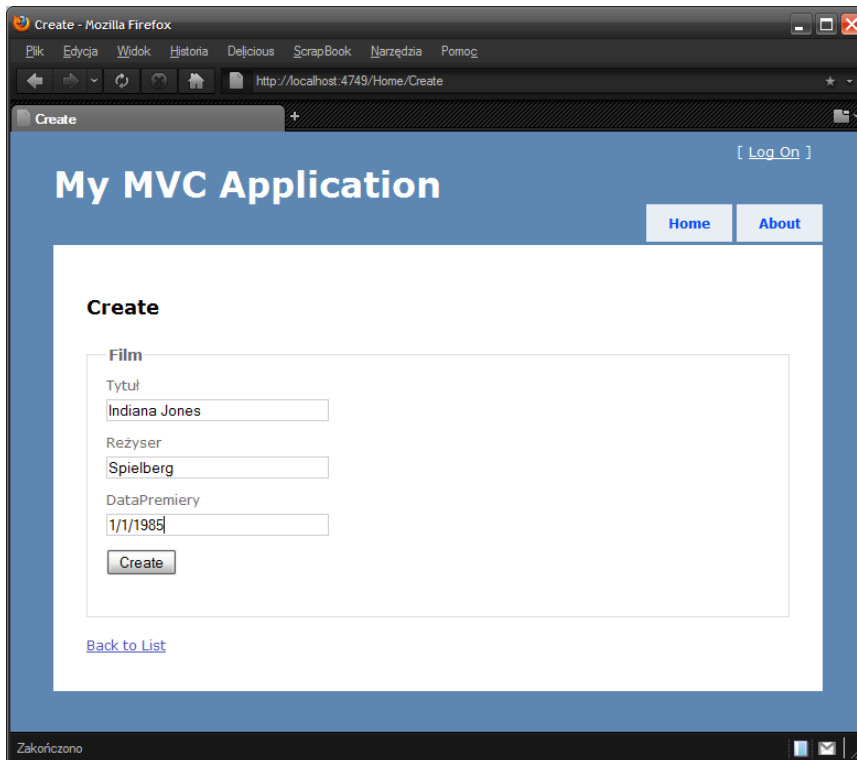 Create - Mozilla Firefox
Plik Edycja Widok Historia Delicious ScrapBook Narzędzia Pomoc
http://localhost:4749/Home/Create
Create +
[ Log On ]
My MVC Application
Home About
Create
Film
Tytuł
Indiana Jones
Reżyser
Spielberg
DataPremiery
1/1/1985
Create
Back to List
Zakończono